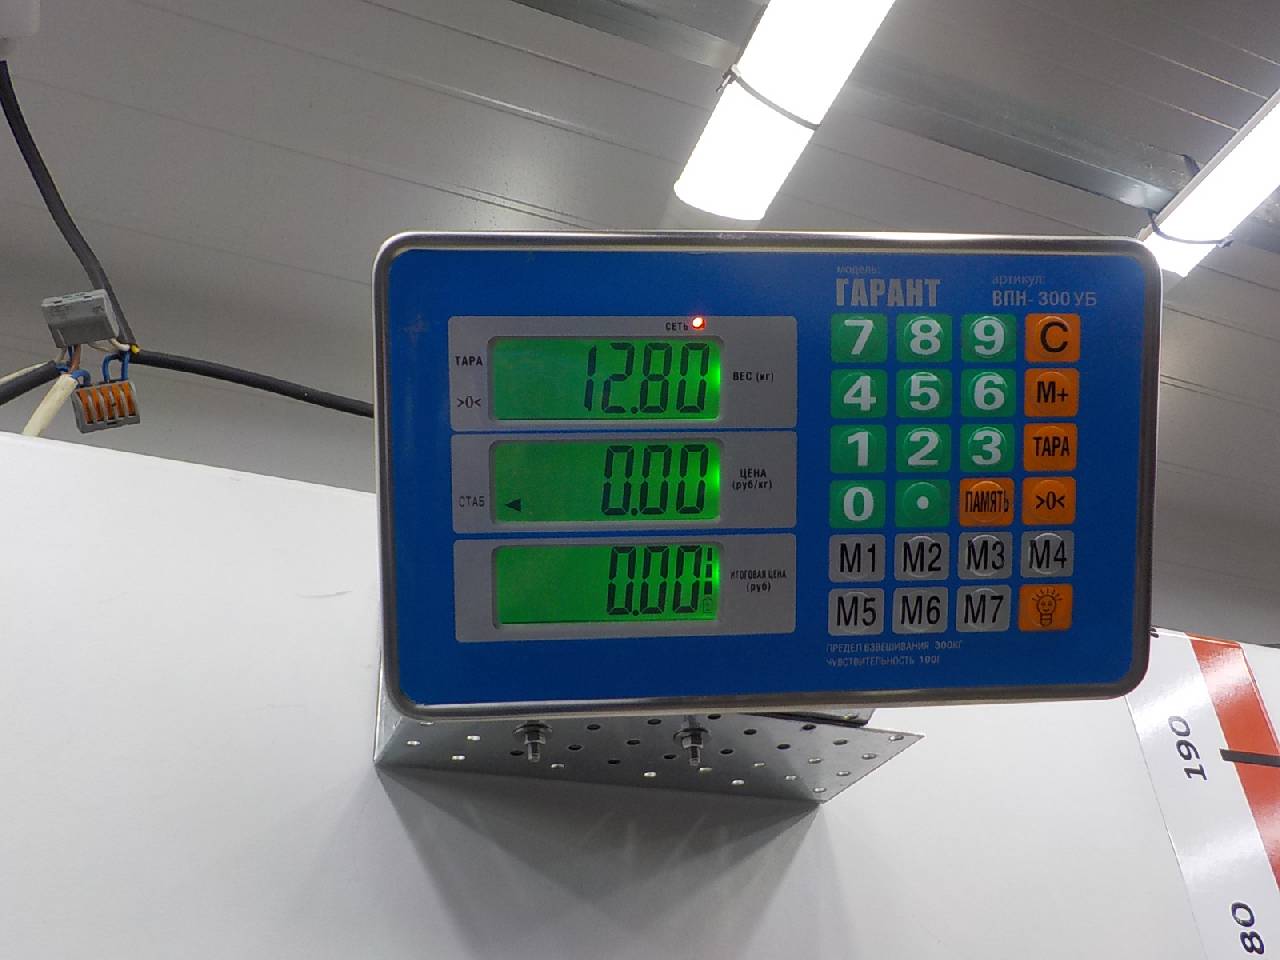 модель:
ГАРАНТ
артикул:
ВПН- 300 УБ
СЕТЬ
ТАРА
>0<
12.80
ВЕС (кг)
СТАБ
0.00
ЦЕНА
(руб/кг)
0.00
ИТОГОВАЯ ЦЕНА
(руб)
7 8 9 C
4 5 6 M+
1 2 3 ТАРА
0 . ПАМЯТЬ >0<
M1 M2 M3 M4
M5 M6 M7
ПРЕДЕЛ ВЗВЕШИВАНИЯ 300КГ
ЧУВСТВИТЕЛЬНОСТЬ 100Г
190
80